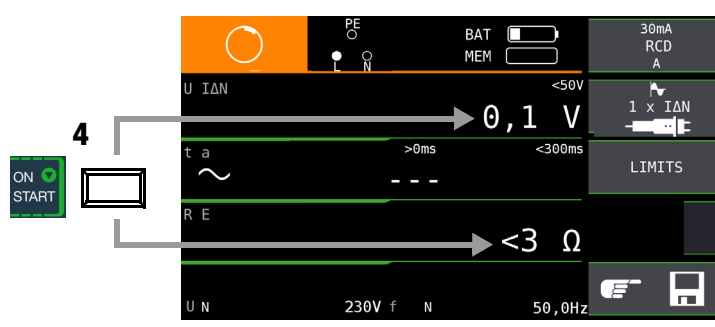 PE
L N
BAT
MEM
30mA
RCD
A
U IΔN <50V
0,1 V
1 x IΔN
4
ON
START
t a >0ms <300ms
---
LIMITS
R E
<3 Ω
U N 230V f N 50,0Hz